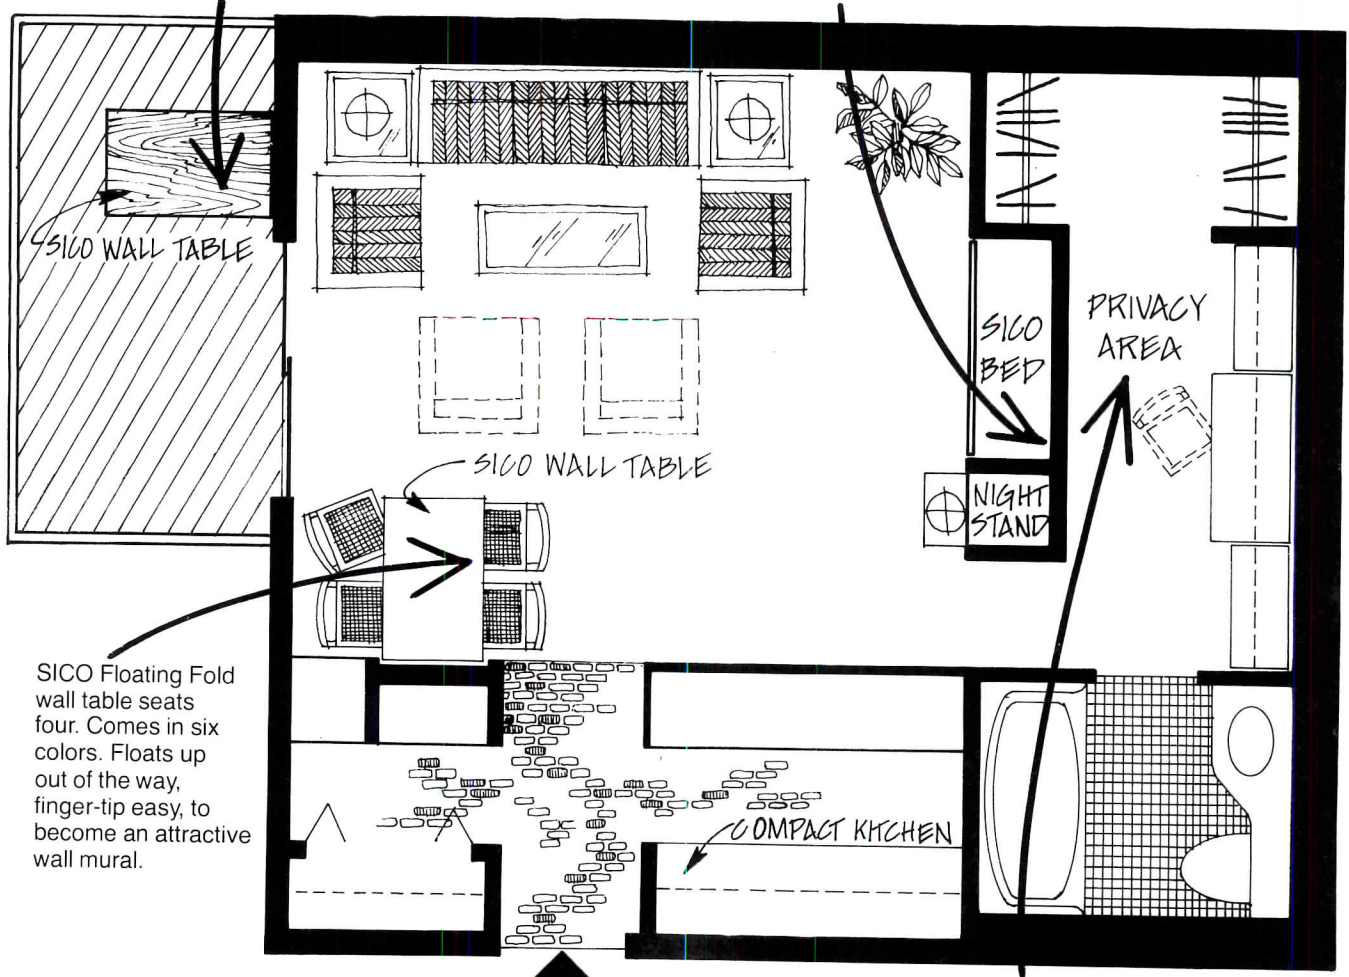 SICO WALL TABLE
PRIVACY
AREA
SICO
BED
SICO WALL TABLE
NIGHT
STAND
SICO Floating Fold
wall table seats
four. Comes in six
colors. Floats up
out of the way,
finger-tip easy, to
become an attractive
wall mural.
COMPACT KITCHEN